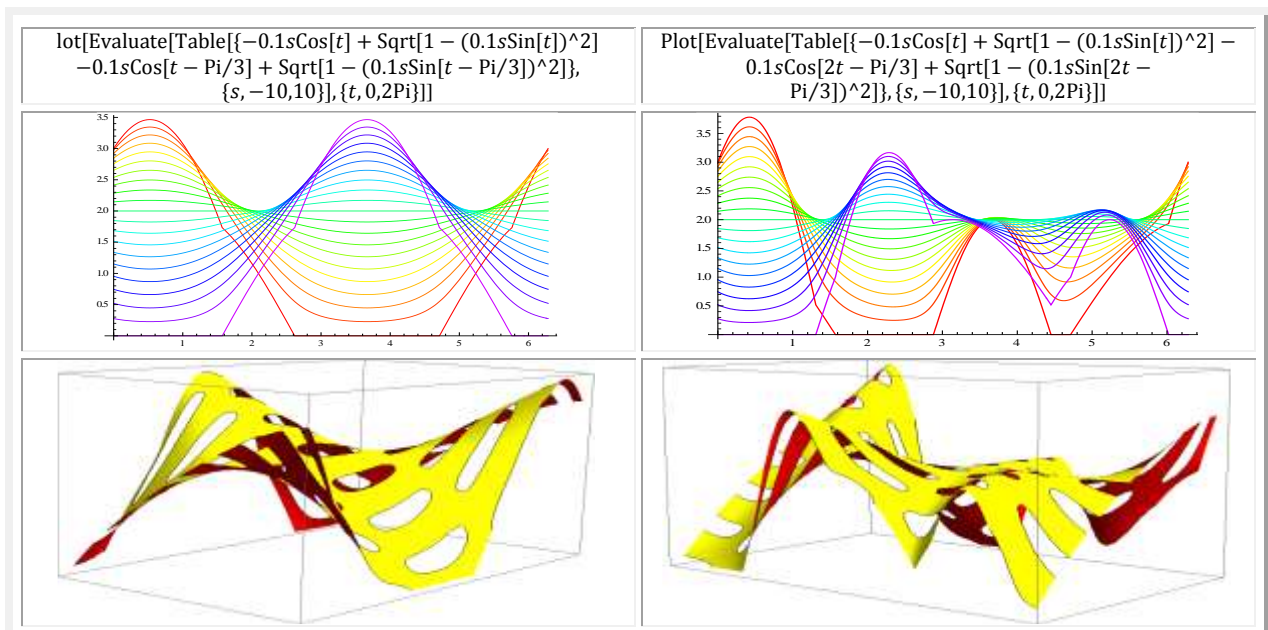 lot[Evaluate[Table[{−0.1sCos[t] + Sqrt[1 − (0.1sSin[t])^2]
−0.1sCos[t − Pi/3] + Sqrt[1 − (0.1sSin[t − Pi/3])^2]},
{s, −10,10}], {t, 0,2Pi}]]
Plot[Evaluate[Table[{−0.1sCos[t] + Sqrt[1 − (0.1sSin[t])^2] −
0.1sCos[2t − Pi/3] + Sqrt[1 − (0.1sSin[2t −
Pi/3])^2]}, {s, −10,10}], {t, 0,2Pi}]]
3.5
3.0
2.5
2.0
1.5
1.0
0.5
1 2 3 4 5 6
3.5
3.0
2.5
2.0
1.5
1.0
0.5
1 2 3 4 5 6